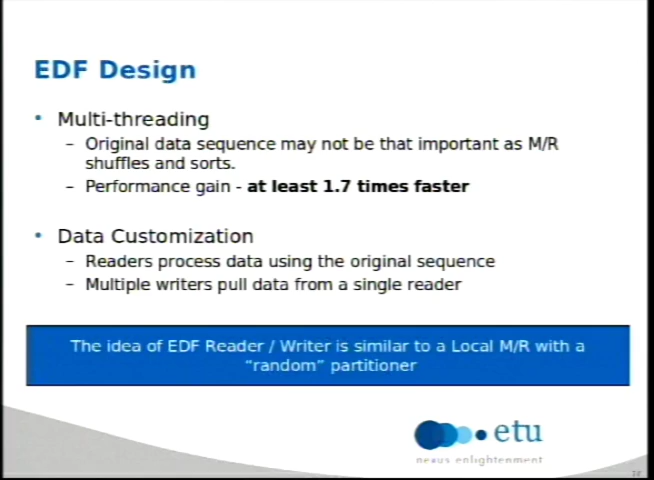 EDF Design
• Multi-threading
– Original data sequence may not be that important as M/R
shuffles and sorts.
– Performance gain - at least 1.7 times faster
• Data Customization
– Readers process data using the original sequence
– Multiple writers pull data from a single reader
The idea of EDF Reader / Writer is similar to a Local M/R with a
“random” partitioner
etu
nexus enlightenment